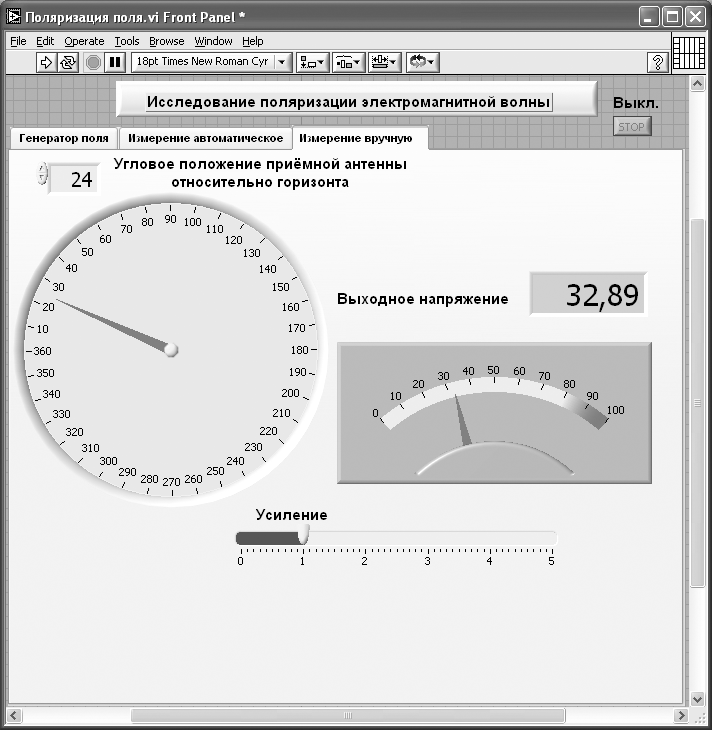 Поляризация поля.vi Front Panel *
File Edit Operate Tools Browse Window Help
18pt Times New Roman Cyr
?
Исследование поляризации электромагнитной волны
Выкл.
STOP
Генератор поля Измерение автоматическое Измерение вручную
24
Угловое положение приёмной антенны
относительно горизонта
10 20 30 40 50 60 70 80 90 100 110 120 130 140 150 160 170 180 190 200 210 220 230 240 250 260 270 280 290 300 310 320 330 340 350 360
Выходное напряжение
32,89
0 10 20 30 40 50 60 70 80 90 100
Усиление
0 1 2 3 4 5